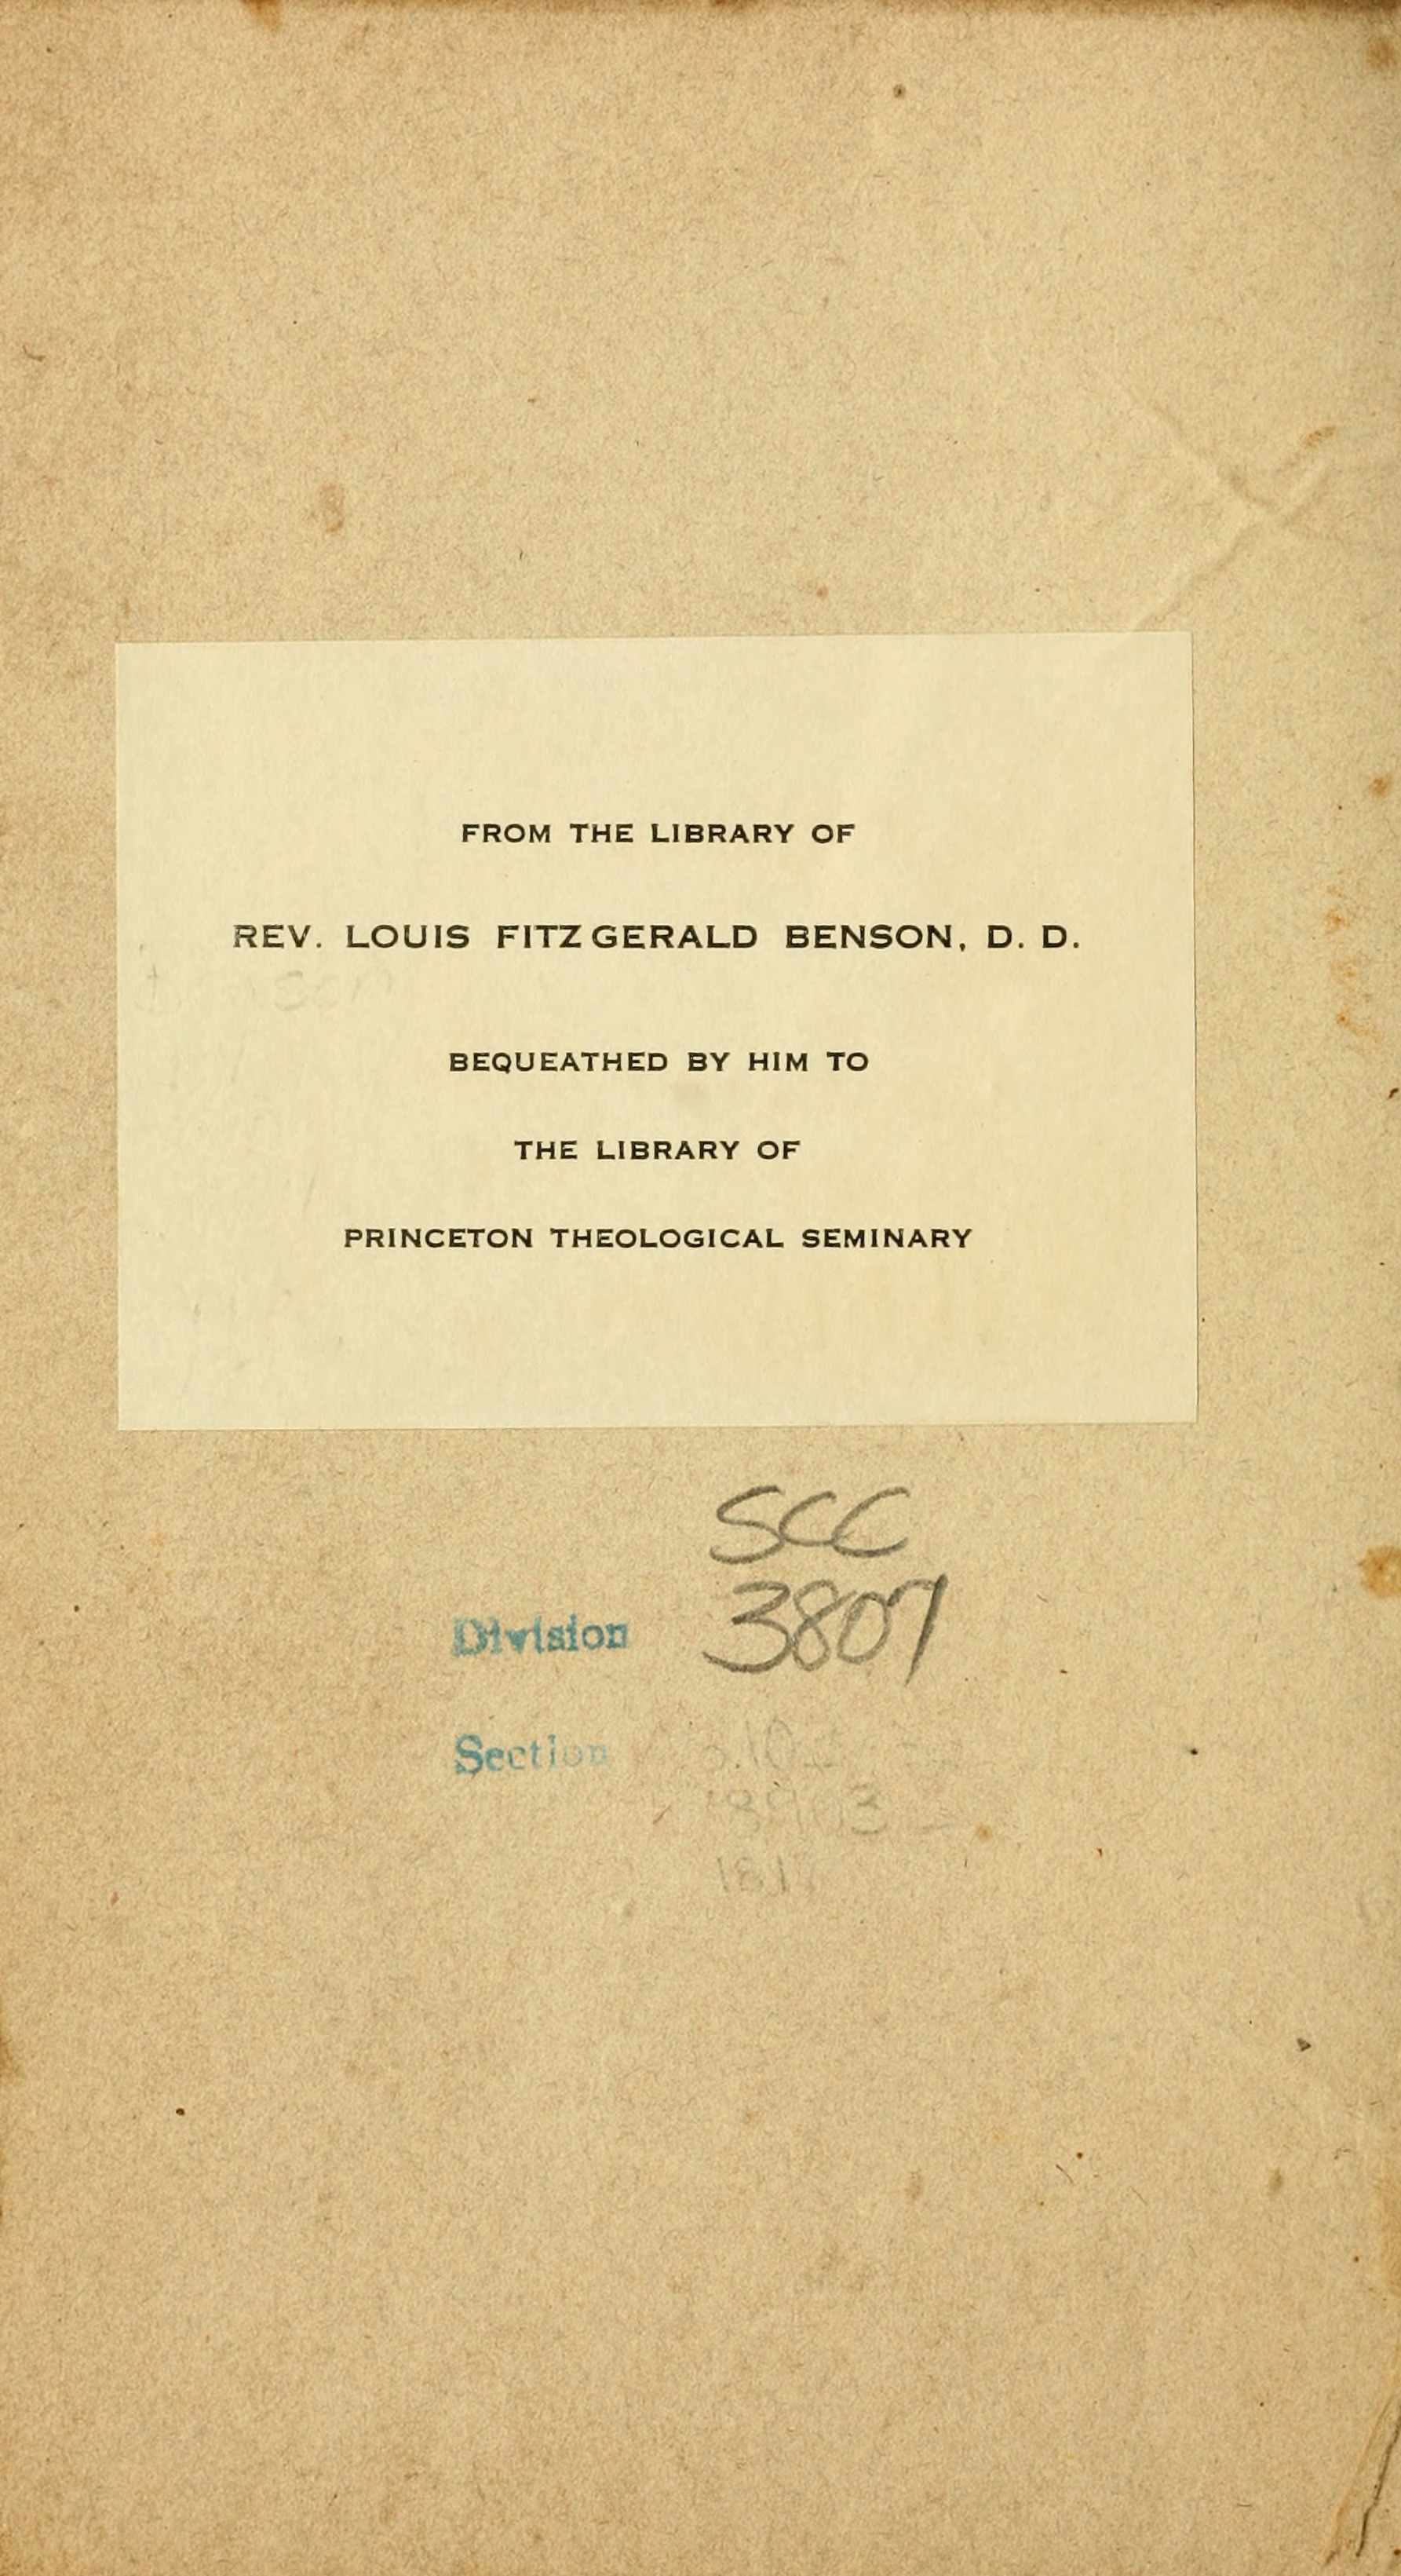 FROM THE LIBRARY OF
REV. LOUIS FITZGERALD BENSON, D. D.
BEQUEATHED BY HIM TO
THE LIBRARY OF
PRINCETON THEOLOGICAL SEMINARY
SCC
Division 3807
Section